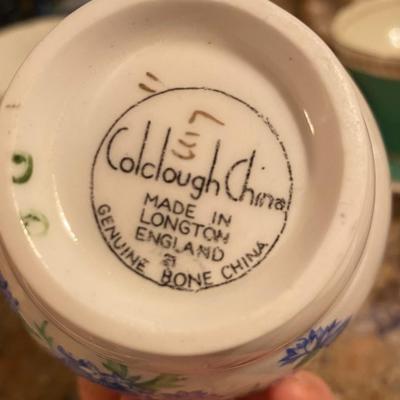 Colclough China
MADE IN
LONGTON
ENGLAND
GENUINE BONE CHINA